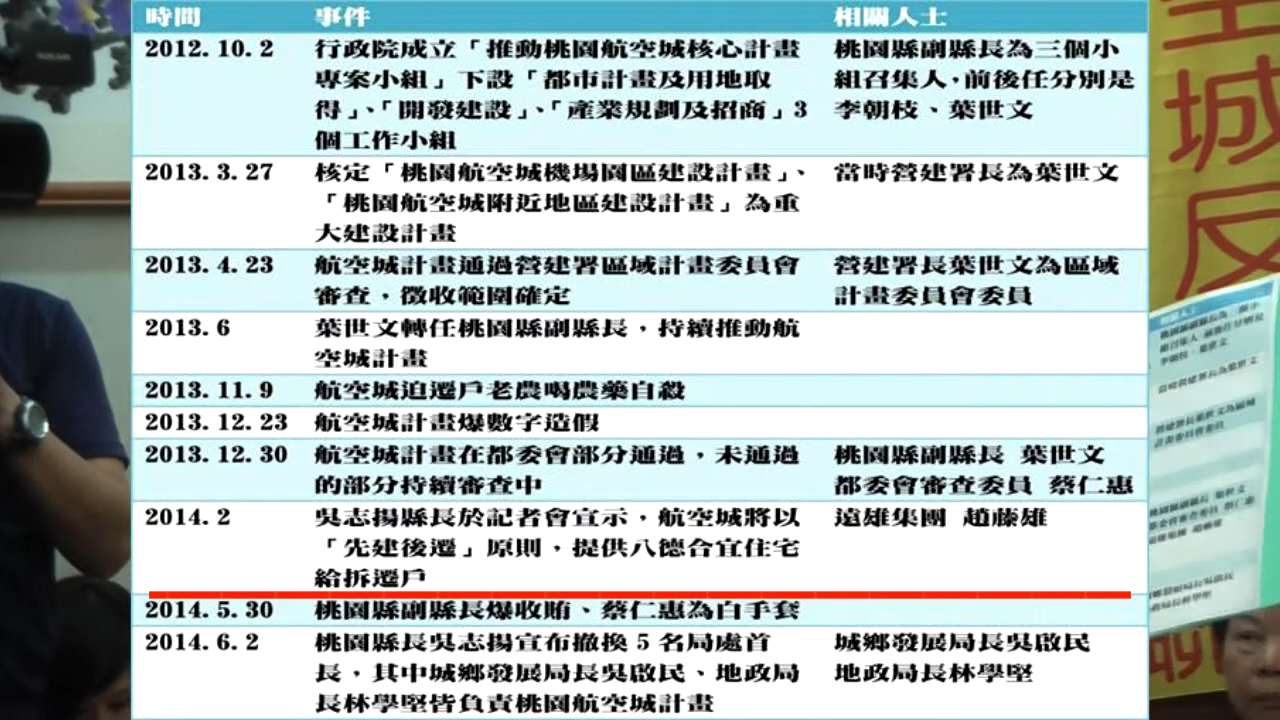 時間 事件 相關人士
2012.10.2 行政院成立「推動桃園航空城核心計畫 桃園縣副縣長為三個小
專案小組」下設「都市計畫及用地取 組召集人,前後任分別是
得」、「開發建設」、「產業規劃及招商」3 李朝枝、葉世文
個工作小組
2013.3.27 核定「桃園航空城機場園區建設計畫」、 當時營建署長為葉世文
「桃園航空城附近地區建設計畫」為重
大建設計畫
2013.4.23 航空城計畫通過營建署區域計畫委員會 營建署長葉世文為區域
審查,徵收範圍確定 計畫委員會委員
2013.6 葉世文轉任桃園縣副縣長,持續推動航
空城計畫
2013.11.9 航空城迫遷戶老農喝農藥自殺
2013.12.23 航空城計畫爆數字造假
2013.12.30 航空城計畫在都委會部分通過,未通過 桃園縣副縣長 葉世文
的部分持續審查中 都委會審查委員 蔡仁惠
2014.2 吳志揚縣長於記者會宣示,航空城將以 遠雄集團 趙藤雄
「先建後遷」原則,提供八德合宜住宅
給拆遷戶
2014.5.30 桃園縣副縣長爆收賄、蔡仁惠為白手套
2014.6.2 桃園縣長吳志揚宣布撤換5名局處首 城鄉發展局長吳啟民
長,其中城鄉發展局長吳啟民、地政局 地政局長林學堅
長林學堅皆負責桃園航空城計畫
空
城
反